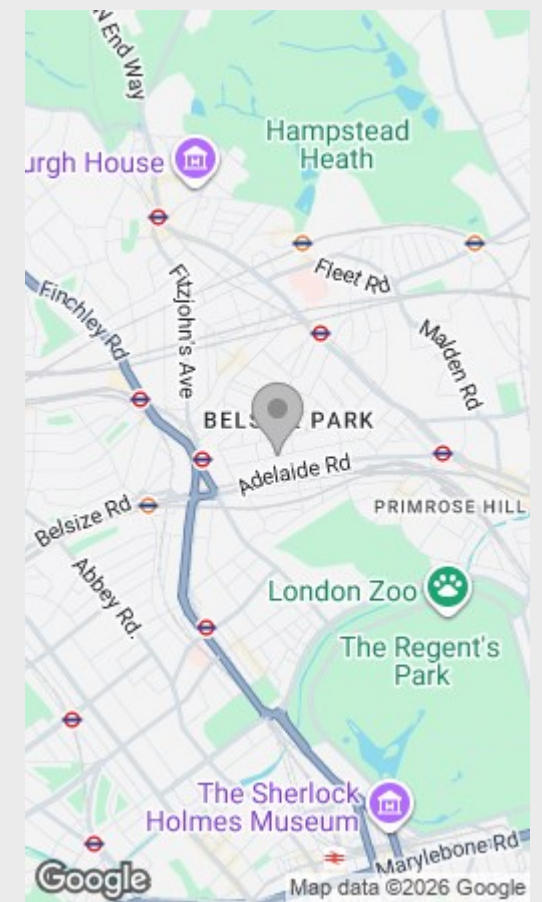 N End Way
Hampstead
Heath
urgh House
Fleet Rd
Fitzjohn's Ave
Finchley Rd
Malden Rd
BELS PARK
Adelaide Rd
Belsize Rd
PRIMROSE HILL
Abbey Rd.
London Zoo
The Regent's
Park
The Sherlock
Holmes Museum
Marylebone Rd
Google
Map data ©2026 Google